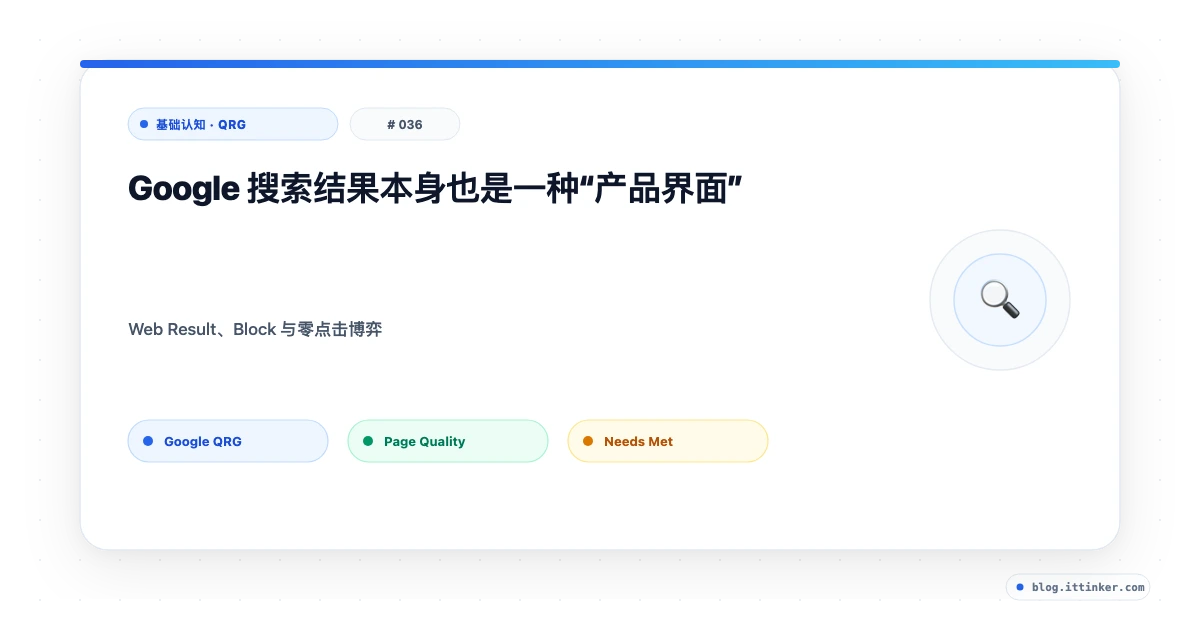 基础认知 · QRG
# 036
Google 搜索结果本身也是一种“产品界面”
Web Result、Block 与零点击博弈
Google QRG
Page Quality
Needs Met
blog.ittinker.com